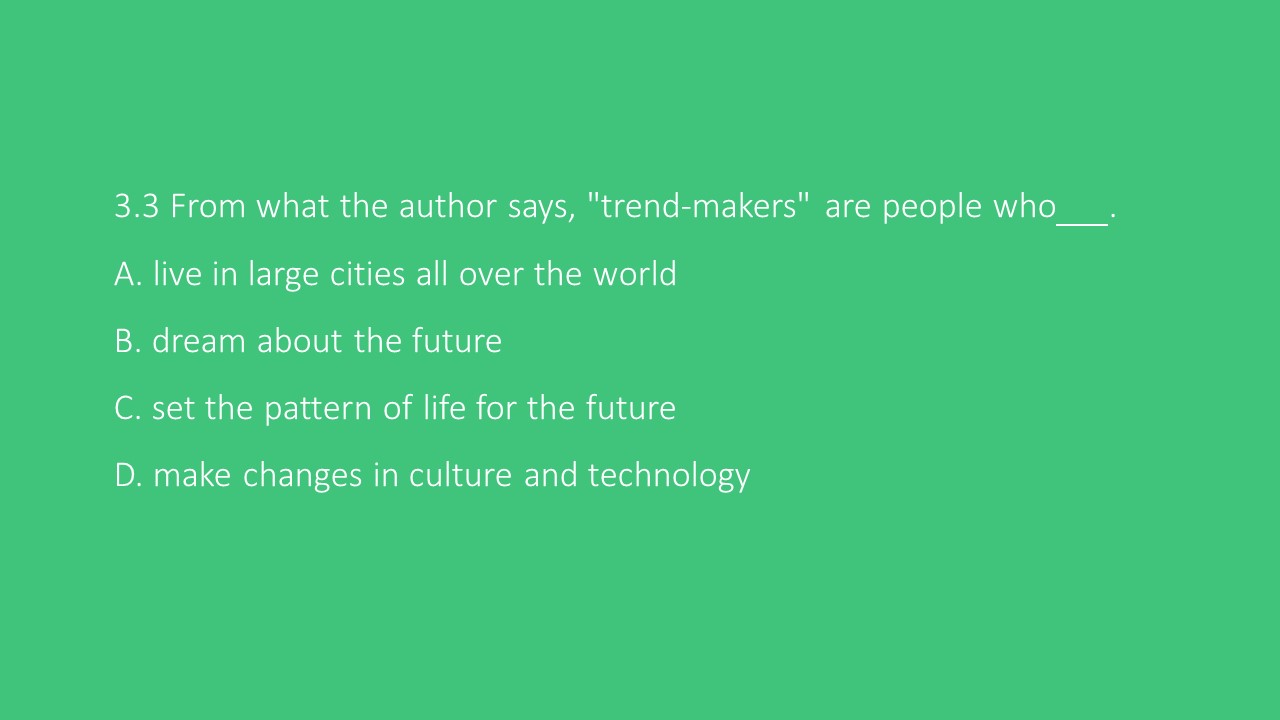 3.3 From what the author says, "trend-makers" are people who___.
A. live in large cities all over the world
B. dream about the future
C. set the pattern of life for the future
D. make changes in culture and technology